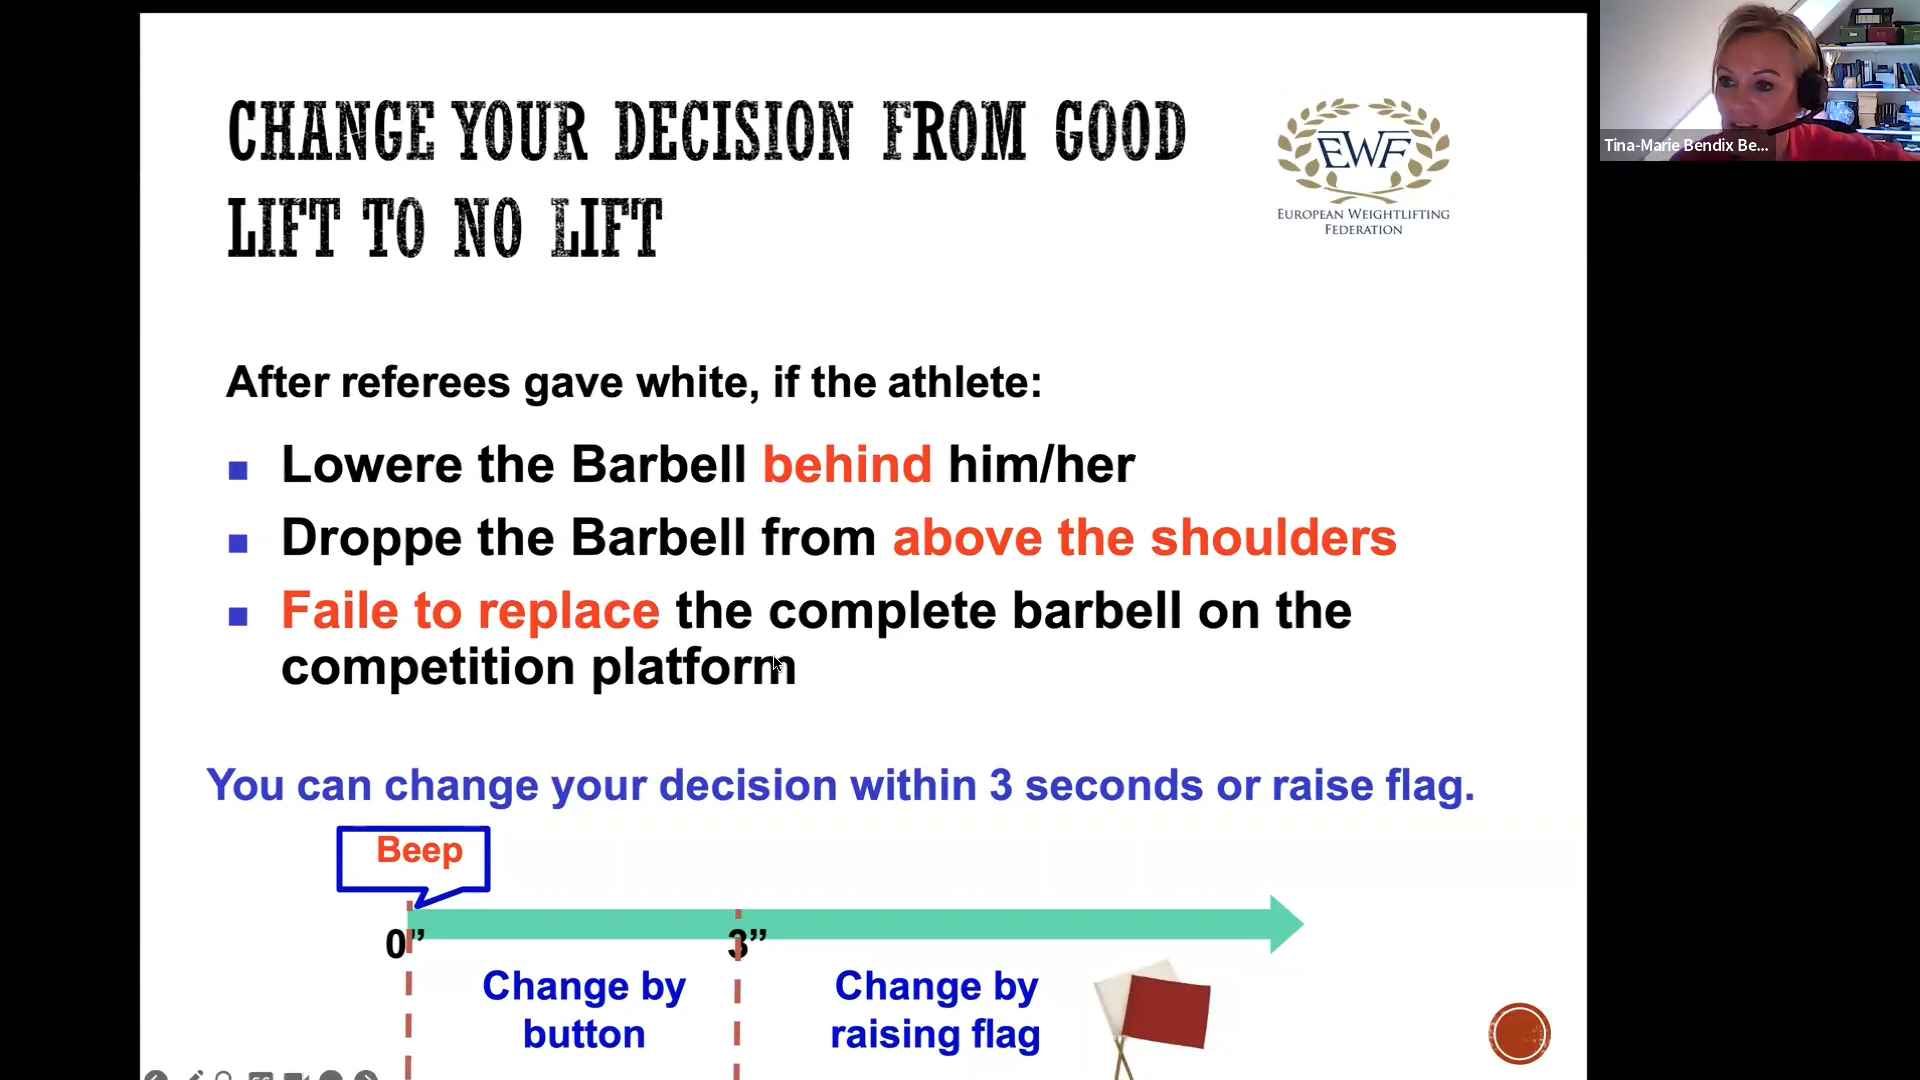 CHANGE YOUR DECISION FROM GOOD
LIFT TO NO LIFT
EWF
EUROPEAN WEIGHTLIFTING
FEDERATION
Tina-Marie Bendix Be...
After referees gave white, if the athlete:
Lowere the Barbell behind him/her
Droppe the Barbell from above the shoulders
Faile to replace the complete barbell on the
competition platform
You can change your decision within 3 seconds or raise flag.
Beep
0” 3”
Change by
button
Change by
raising flag